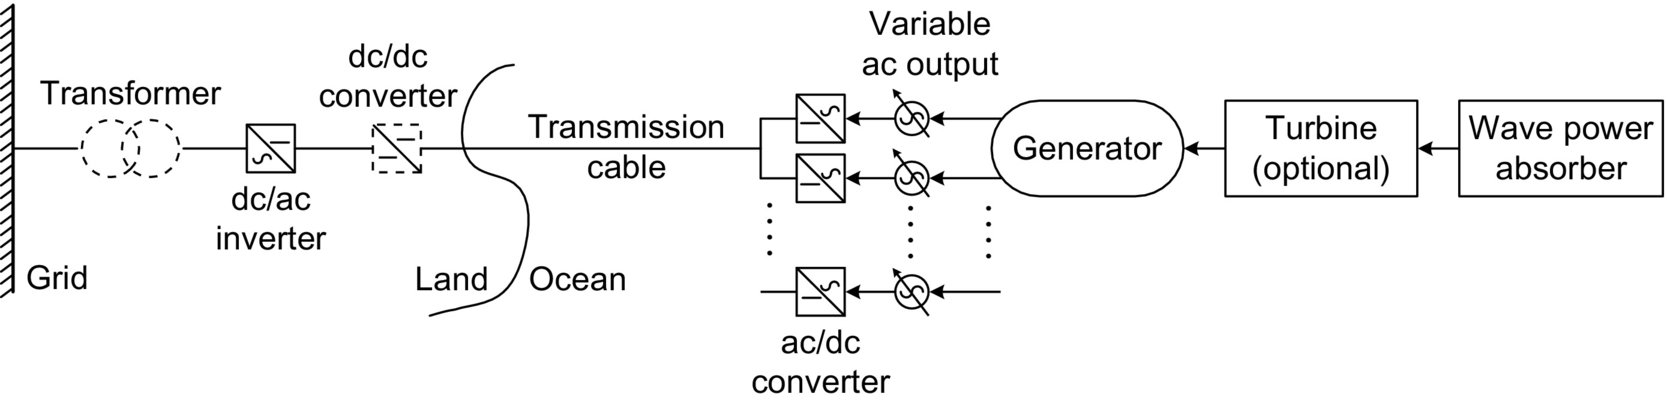 Variable
ac output
dc/dc
converter
Transformer
Transmission
cable
Generator
Turbine
(optional)
Wave power
absorber
dc/ac
inverter
Grid
Land
Ocean
ac/dc
converter